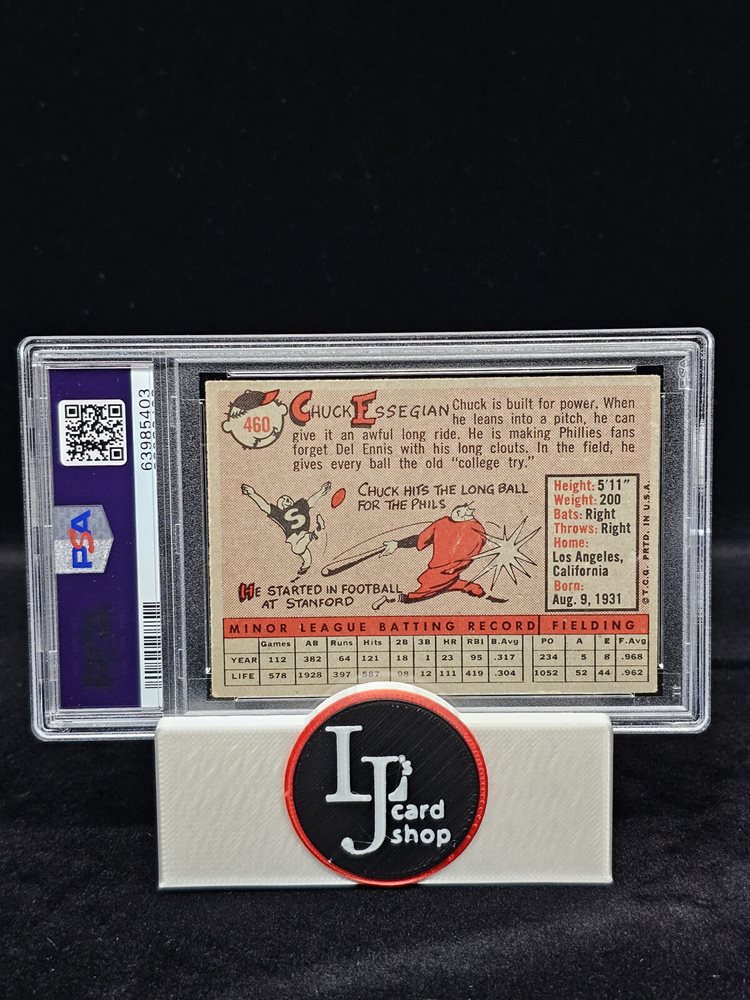 PSA
63985403
460
CHUCK ESSEGIAN Chuck is built for power. When
he leans into a pitch, he can
give it an awful long ride. He is making Phillies fans
forget Del Ennis with his long clouts. In the field, he
gives every ball the old "college try."
S
CHUCK HITS THE LONG BALL
FOR THE PHILS
HE STARTED IN FOOTBALL
AT STANFORD
Height: 5'11"
Weight: 200
Bats: Right
Throws: Right
Home:
Los Angeles,
California
Born:
Aug. 9, 1931
© T.C.G. PRTD. IN U.S.A.
MINOR LEAGUE BATTING RECORD FIELDING
Games AB Runs Hits 2B 3B HR RBI B.Avg PO A E F.Avg
YEAR 112 382 64 121 18 1 23 95 .317 234 5 8 .968
LIFE 578 1928 397 587 98 12 111 419 .304 1052 52 44 .962
LJ's
card
shop